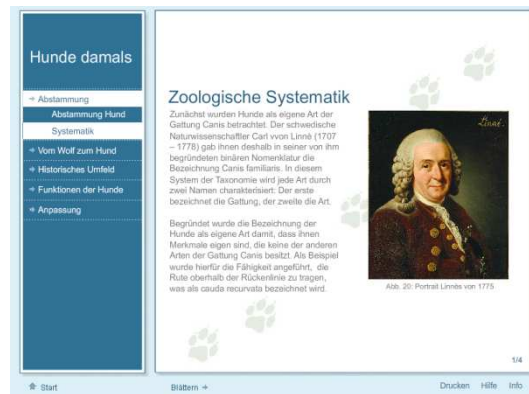 Hunde damals
→ Abstammung
Abstammung Hund
Systematik
→ Vom Wolf zum Hund
→ Historisches Umfeld
→ Funktionen der Hunde
→ Anpassung
Zoologische Systematik
Zunächst wurden Hunde als eigene Art der
Gattung Canis betrachtet. Der schwedische
Naturwissenschaftler Carl vvon Linné (1707
– 1778) gab ihnen deshalb in seiner von ihm
begründeten binären Nomenklatur die
Bezeichnung Canis familiaris. In diesem
System der Taxonomie wird jede Art durch
zwei Namen charakterisiert: Der erste
bezeichnet die Gattung, der zweite die Art.
Begründet wurde die Bezeichnung der
Hunde als eigene Art damit, dass ihnen
Merkmale eigen sind, die keine der anderen
Arten der Gattung Canis besitzt. Als Beispiel
wurde hierfür die Fähigkeit angeführt, die
Rute oberhalb der Rückenlinie zu tragen,
was als cauda recurvata bezeichnet wird.
Linné.
Abb. 20: Portrait Linnés von 1775
1/4
Start
Blättern →
Drucken Hilfe Info